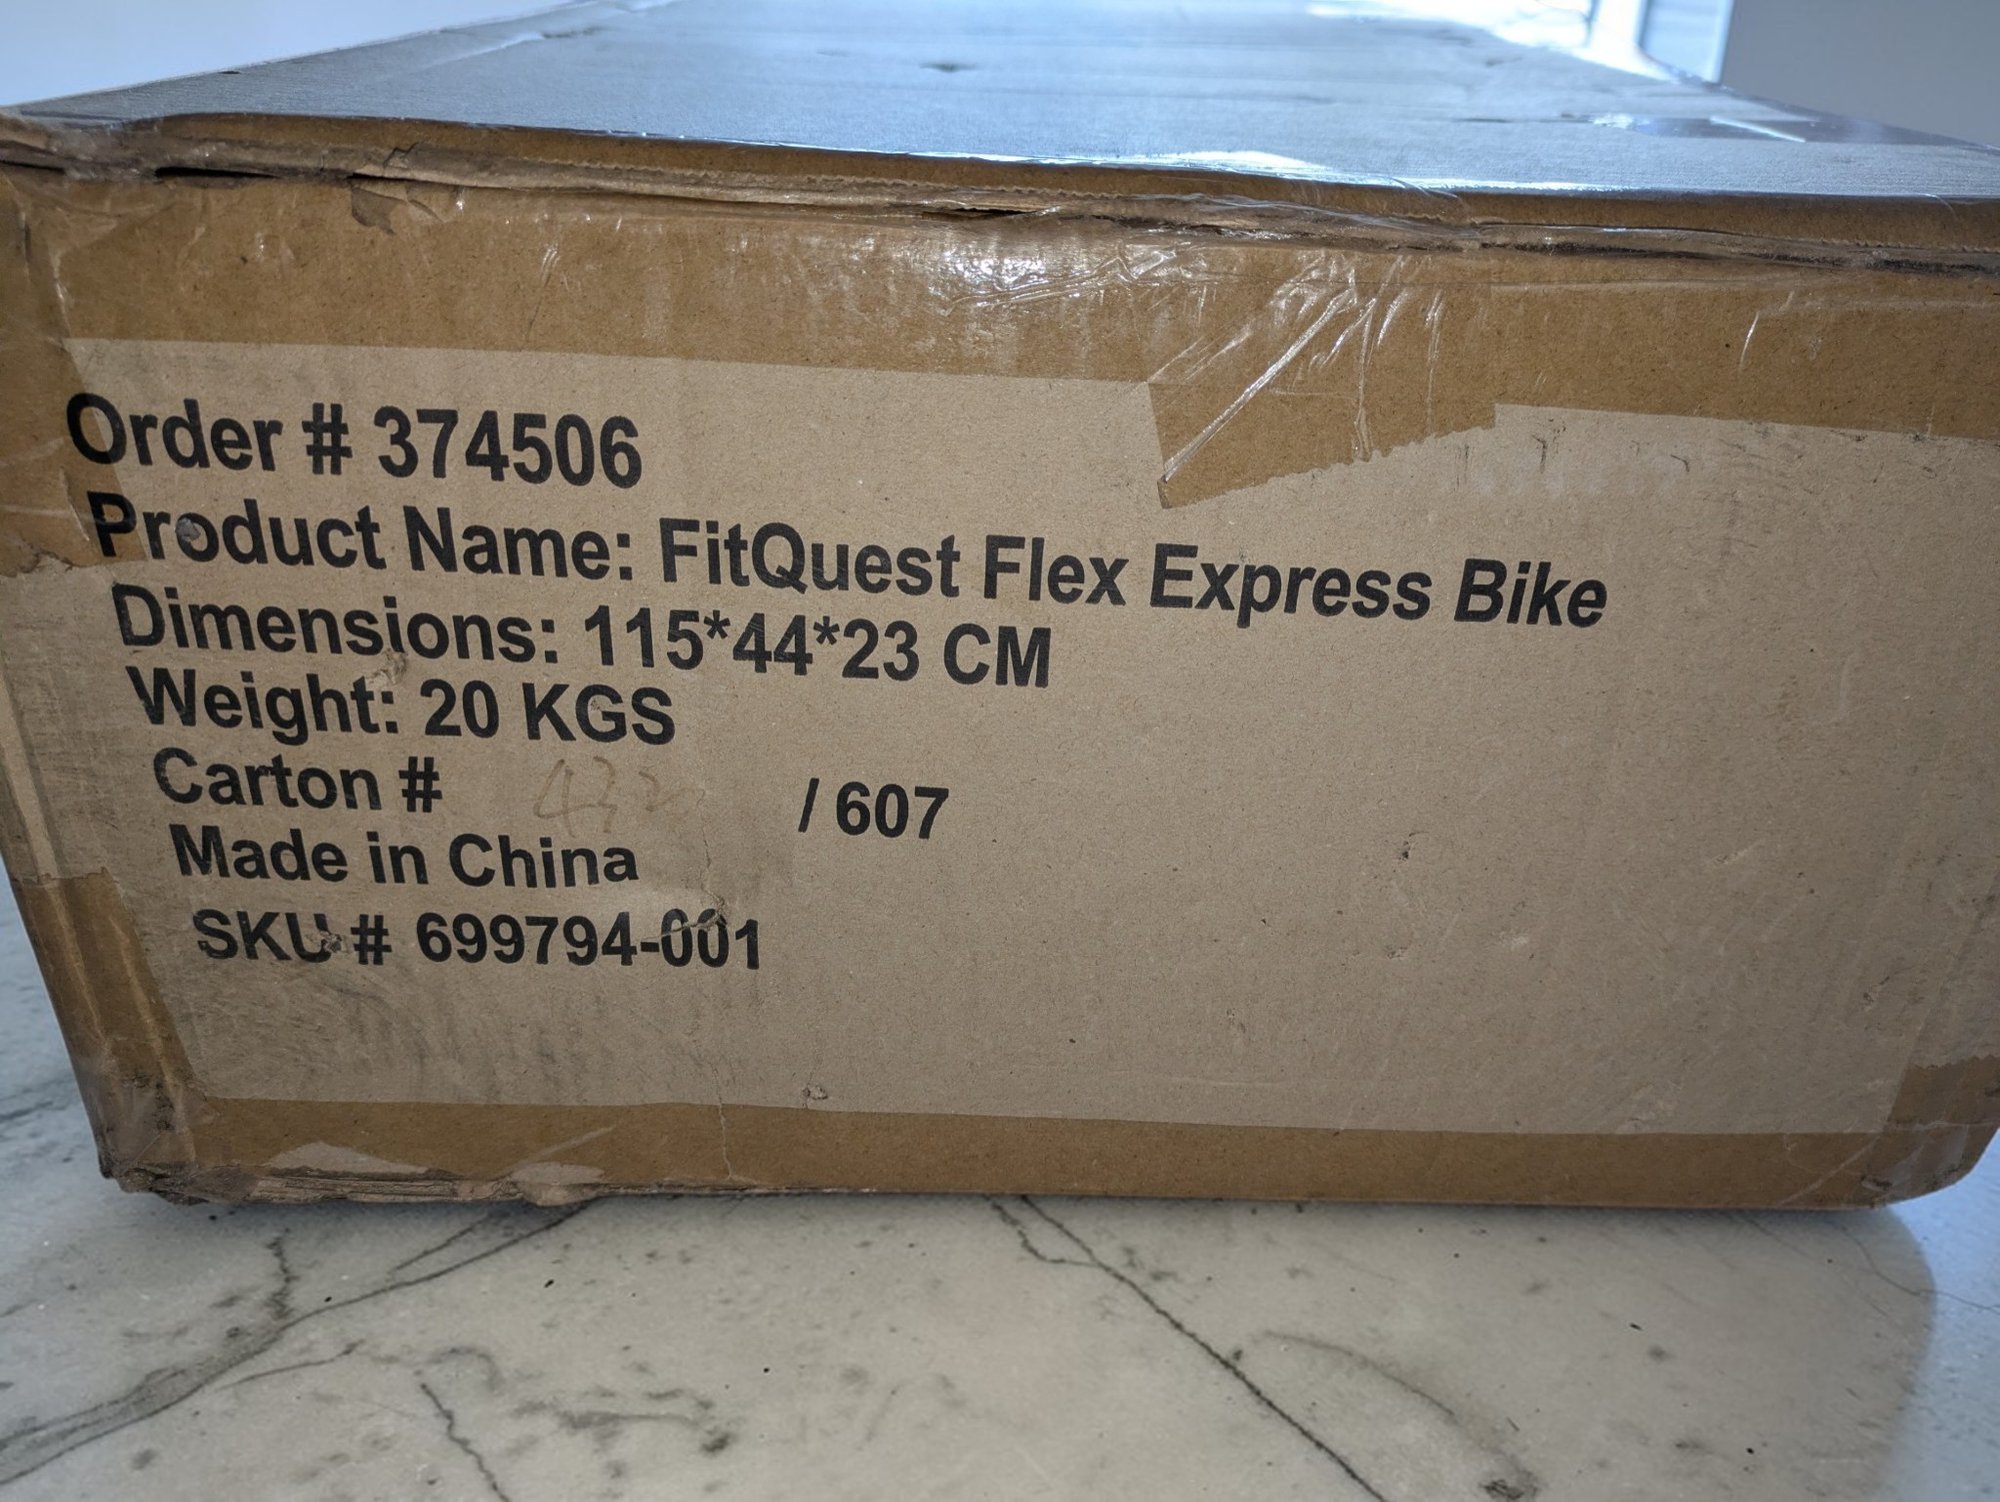 Order # 374506
Product Name: FitQuest Flex Express Bike
Dimensions: 115*44*23 CM
Weight: 20 KGS
Carton # / 607
Made in China
SKU # 699794-001